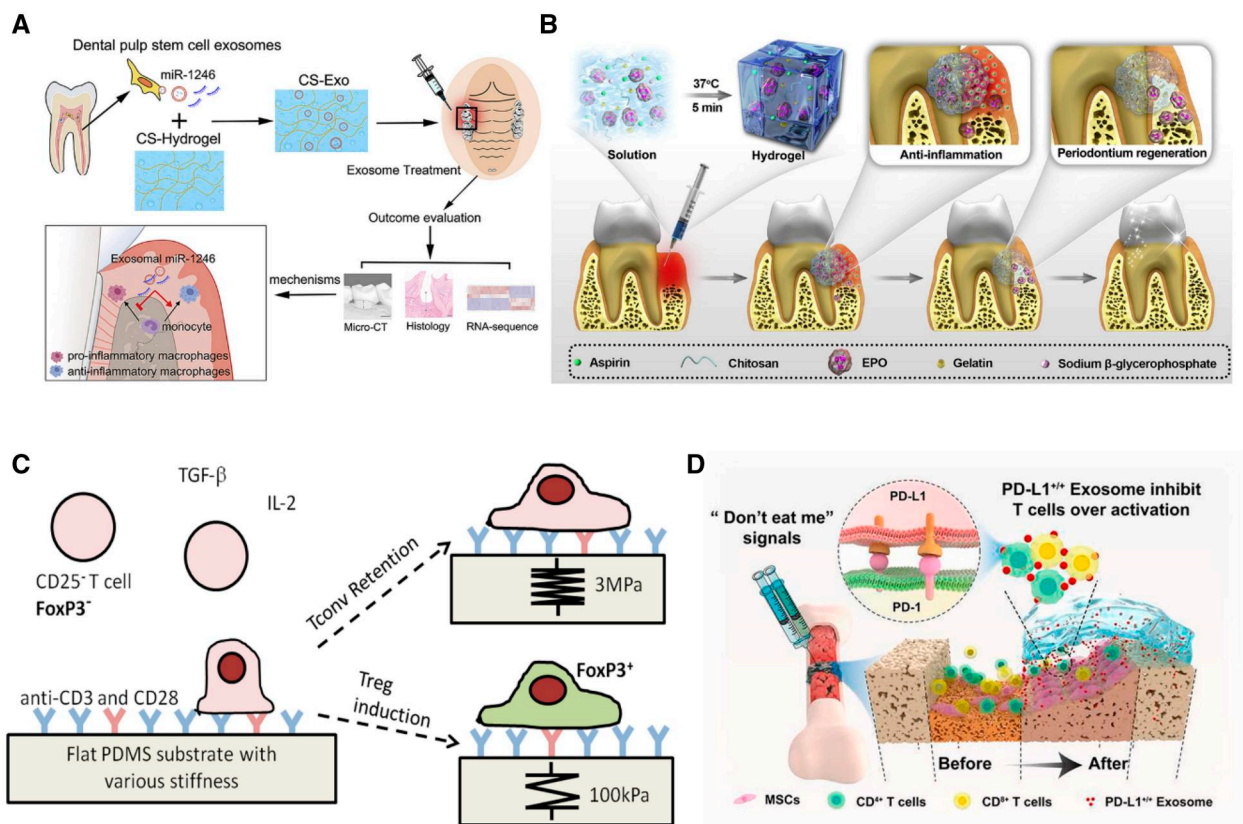 A
Dental pulp stem cell exosomes
miR-1246
+
CS-Hydrogel
CS-Exo
Exosome Treatment
Outcome evaluation
mechanisms
Micro-CT
Histology
RNA-sequence
Exosomal miR-1246
monocyte
pro-inflammatory macrophages
anti-inflammatory macrophages
B
Solution
37°C
5 min
Hydrogel
Anti-inflammation
Periodontium regeneration
Aspirin
Chitosan
EPO
Gelatin
Sodium β-glycerophosphate
C
TGF-β
IL-2
CD25⁻ T cell
FoxP3⁻
anti-CD3 and CD28
Flat PDMS substrate with
various stiffness
Tconv Retention
Treg
induction
3MPa
FoxP3⁺
100kPa
D
“ Don’t eat me”
signals
PD-L1
PD-1
PD-L1⁺/⁺ Exosome inhibit
T cells over activation
Before
After
MSCs
CD4⁺ T cells
CD8⁺ T cells
PD-L1⁺/⁺ Exosome